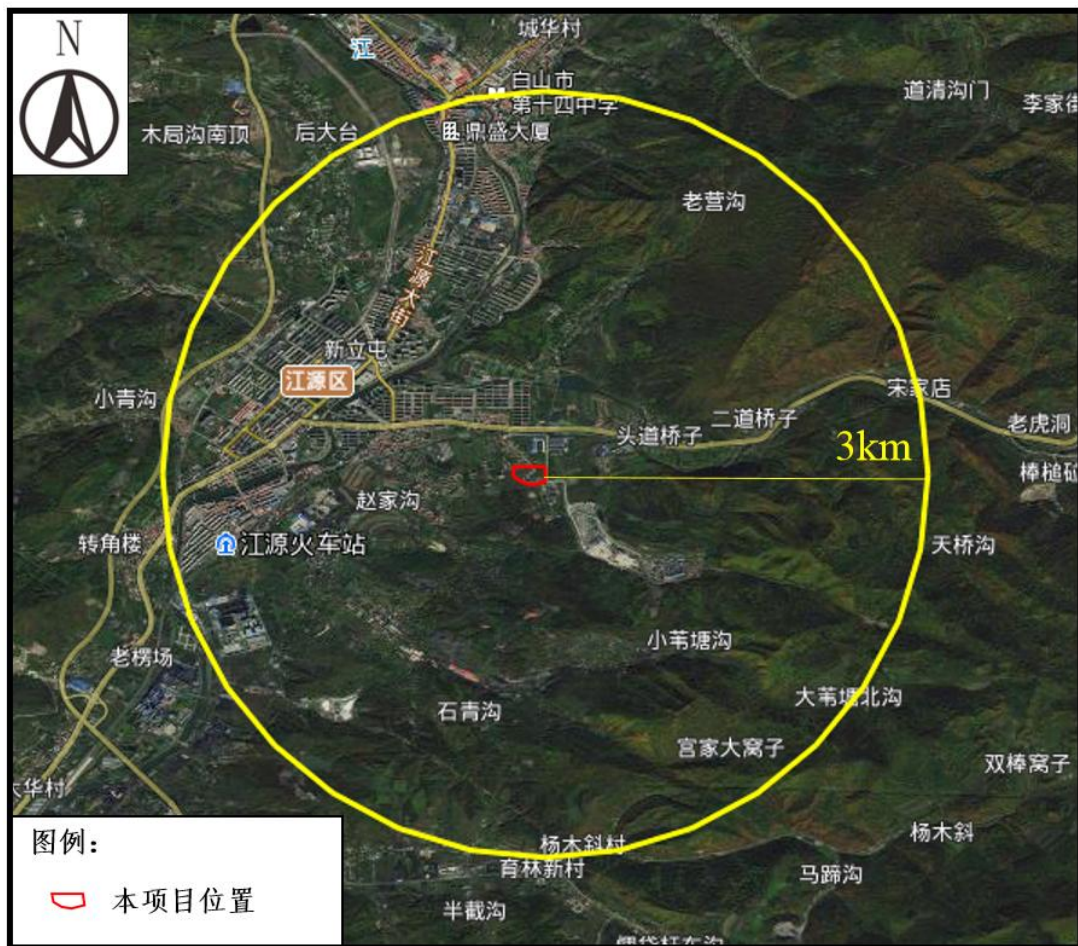 N
城华村
江
白山市
第十四中学
道清沟门
木局沟南顶
后大台
鼎盛大厦
老营沟
江源大街
新立屯
江源区
小青沟
宋家店
二道桥子
头道桥子
老虎洞
3km
赵家沟
转角楼
江源火车站
天桥沟
小苇塘沟
老楞场
大苇塘北沟
石青沟
宫家大窝子
双棒窝子
大华村
图例:
杨木斜村
杨木斜
育林新村
马蹄沟
本项目位置
半截沟